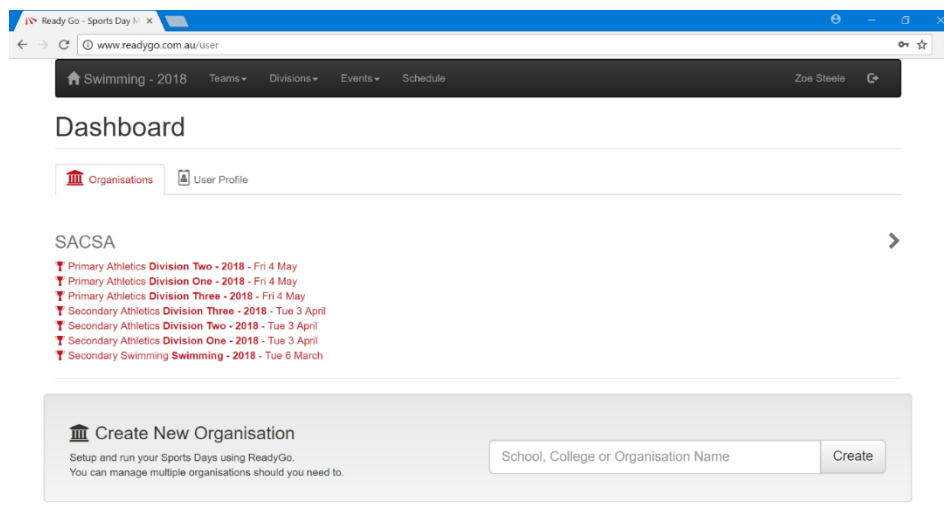 Ready Go - Sports Day M
www.readygo.com.au/user
Swimming - 2018 Teams Divisions Events Schedule Zoe Steele
Dashboard
Organisations User Profile
SACSA
Primary Athletics Division Two - 2018 - Fri 4 May
Primary Athletics Division One - 2018 - Fri 4 May
Primary Athletics Division Three - 2018 - Fri 4 May
Secondary Athletics Division Three - 2018 - Tue 3 April
Secondary Athletics Division Two - 2018 - Tue 3 April
Secondary Athletics Division One - 2018 - Tue 3 April
Secondary Swimming Swimming - 2018 - Tue 6 March
Create New Organisation
Setup and run your Sports Days using ReadyGo.
You can manage multiple organisations should you need to.
School, College or Organisation Name Create